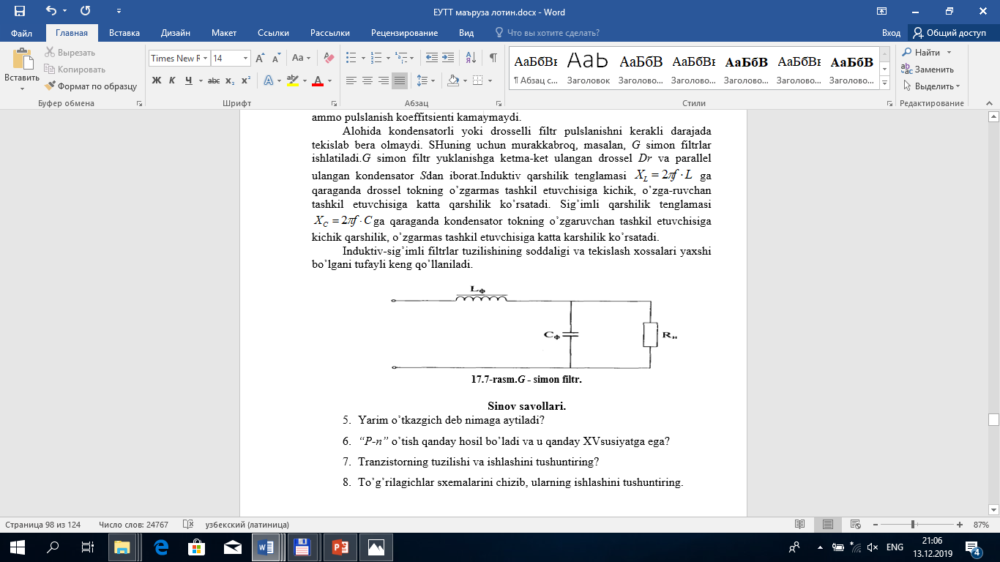 ЕУТТ маъруза лотин.docx - Word
Файл Главная Вставка Дизайн Макет Ссылки Рассылки Рецензирование Вид Что вы хотите сделать? Вход Общий доступ
Вставить
Вырезать
Копировать
Формат по образцу
Буфер обмена
Times New F 14
Ж К Ч abc x₂ x²
Шрифт
Абзац
АаБбВв АаБ АаБбВ АаБбВв АаБбВ АаБбВв АаБбВ
¶ Абзац с... Заголовок Заголово... Заголово... Заголово... Заголово... Заголово...
Стили
Найти
Заменить
Выделить
Редактирование
ammo pulslanish koeffitsienti kamaymaydi.
Alohida kondensatorli yoki drosselli filtr pulslanishni kerakli darajada
tekislab bera olmaydi. SHuning uchun murakkabroq, masalan, G simon filtrlar
ishlatiladi.G simon filtr yuklanishga ketma-ket ulangan drossel Dr va parallel
ulangan kondensator Sdan iborat.Induktiv qarshilik tenglamasi X_L = 2πf · L ga
qaraganda drossel tokning o’zgarmas tashkil etuvchisiga kichik, o’zga-ruvchan
tashkil etuvchisiga katta qarshilik ko’rsatadi. Sig’imli qarshilik tenglamasi
X_C = 2πf · C ga qaraganda kondensator tokning o’zgaruvchan tashkil etuvchisiga
kichik qarshilik, o’zgarmas tashkil etuvchisiga katta karshilik ko’rsatadi.
Induktiv-sig’imli filtrlar tuzilishining soddaligi va tekislash xossalari yaxshi
bo’lgani tufayli keng qo’llaniladi.
Lф
Cф
Rн
17.7-rasm.G - simon filtr.
Sinov savollari.
5. Yarim o’tkazgich deb nimaga aytiladi?
6. “P-n” o’tish qanday hosil bo’ladi va u qanday XVsusiyatga ega?
7. Tranzistorning tuzilishi va ishlashini tushuntiring?
8. To’g’rilagichlar sxemalarini chizib, ularning ishlashini tushuntiring.
Страница 98 из 124 Число слов: 24767 узбекский (латиница) 87%
ENG
21:06
13.12.2019
4